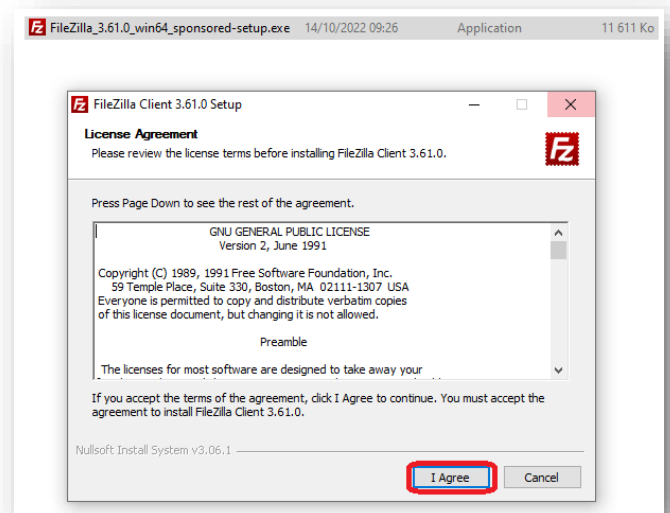 FileZilla_3.61.0_win64_sponsored-setup.exe 14/10/2022 09:26 Application 11 611 Ko
FileZilla Client 3.61.0 Setup
License Agreement
Please review the license terms before installing FileZilla Client 3.61.0.
Press Page Down to see the rest of the agreement.
GNU GENERAL PUBLIC LICENSE
Version 2, June 1991
Copyright (C) 1989, 1991 Free Software Foundation, Inc.
59 Temple Place, Suite 330, Boston, MA 02111-1307 USA
Everyone is permitted to copy and distribute verbatim copies
of this license document, but changing it is not allowed.
Preamble
The licenses for most software are designed to take away your
If you accept the terms of the agreement, click I Agree to continue. You must accept the
agreement to install FileZilla Client 3.61.0.
Nullsoft Install System v3.06.1
I Agree Cancel